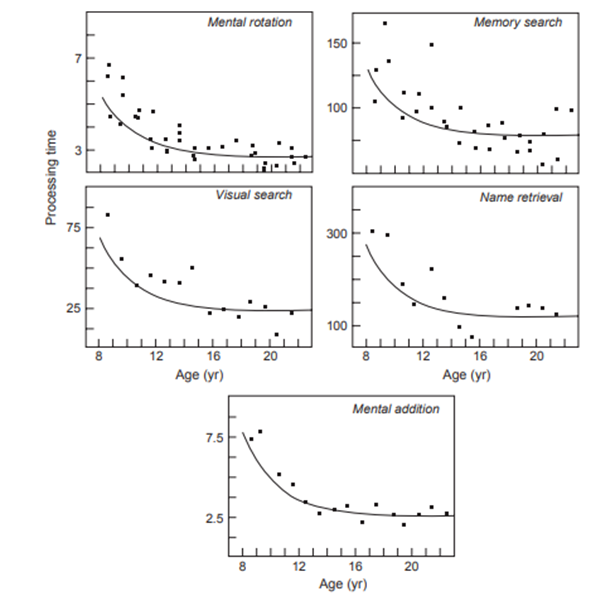 Mental rotation
Memory search
7
3
150
100
Processing time
Visual search
Name retrieval
75
25
300
100
8 12 16 20
8 12 16 20
Age (yr)
Age (yr)
Mental addition
7.5
2.5
8 12 16 20
Age (yr)